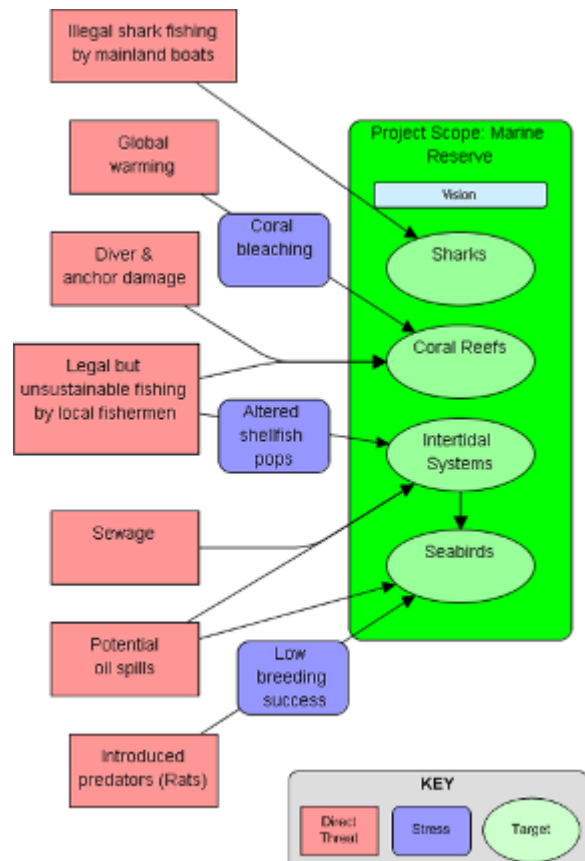 Illegal shark fishing
by mainland boats
Global
warming
Project Scope: Marine
Reserve
Vision
Coral
bleaching
Sharks
Diver &
anchor damage
Coral Reefs
Legal but
unsustainable fishing
by local fishermen
Altered
shellfish
pops
Intertidal
Systems
Sewage
Seabirds
Potential
oil spills
Low
breeding
success
Introduced
predators (Rats)
KEY
Direct
Threat
Stress
Target